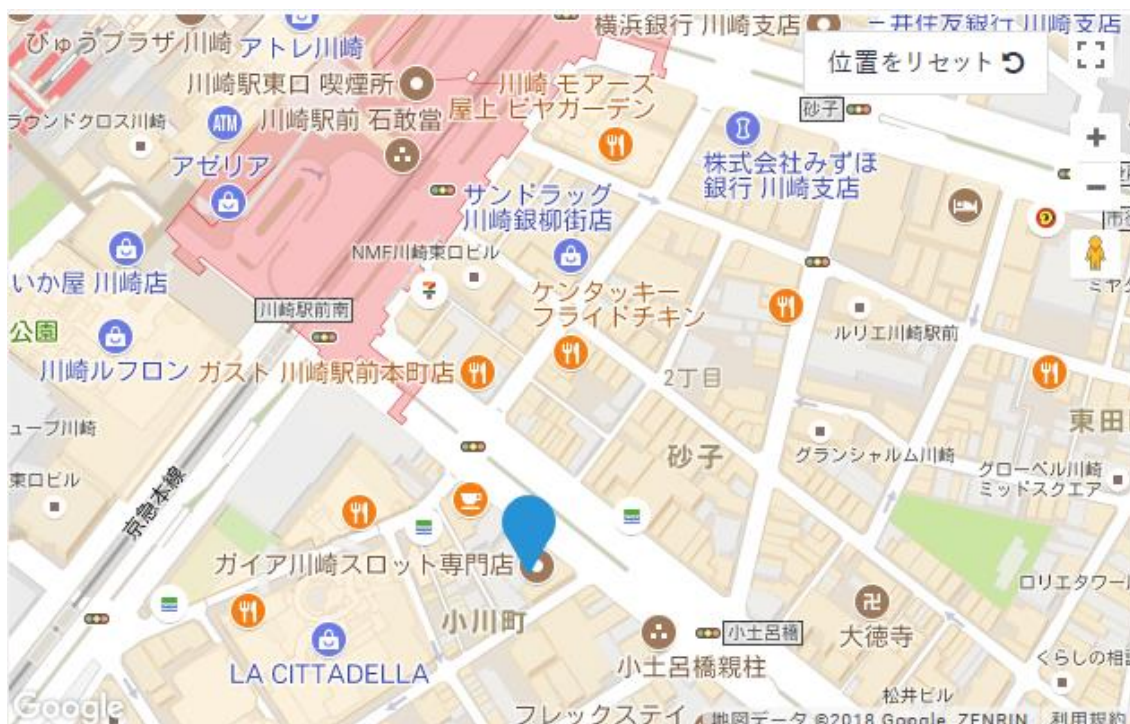 横浜銀行 川崎支店
三井住友銀行 川崎支店
びゅうプラザ川崎
アトレ川崎
位置をリセット
川崎駅東口 喫煙所
川崎 モアーズ
屋上 ビヤガーデン
砂子
ラウンドクロス川崎
ATM
川崎駅前 石敢當
アゼリア
株式会社みずほ
銀行 川崎支店
サンドラッグ
川崎銀柳街店
NMF川崎東口ビル
いか屋 川崎店
ケンタッキー
フライドチキン
川崎駅前南
公園
ルリエ川崎駅前
川崎ルフロン
ガスト 川崎駅前本町店
2丁目
ューブ川崎
東田
砂子
グランシャルム川崎
グローベル川崎
ミッドスクエア
東口ビル
京急本線
ガイア川崎スロット専門店
ロリエタワー
小川町
小土呂橋
大徳寺
LA CITTADELLA
小土呂橋親柱
くらしの相談
松井ビル
Google
フレックステイ
地図データ ©2018 Google, ZENRIN
利用規約